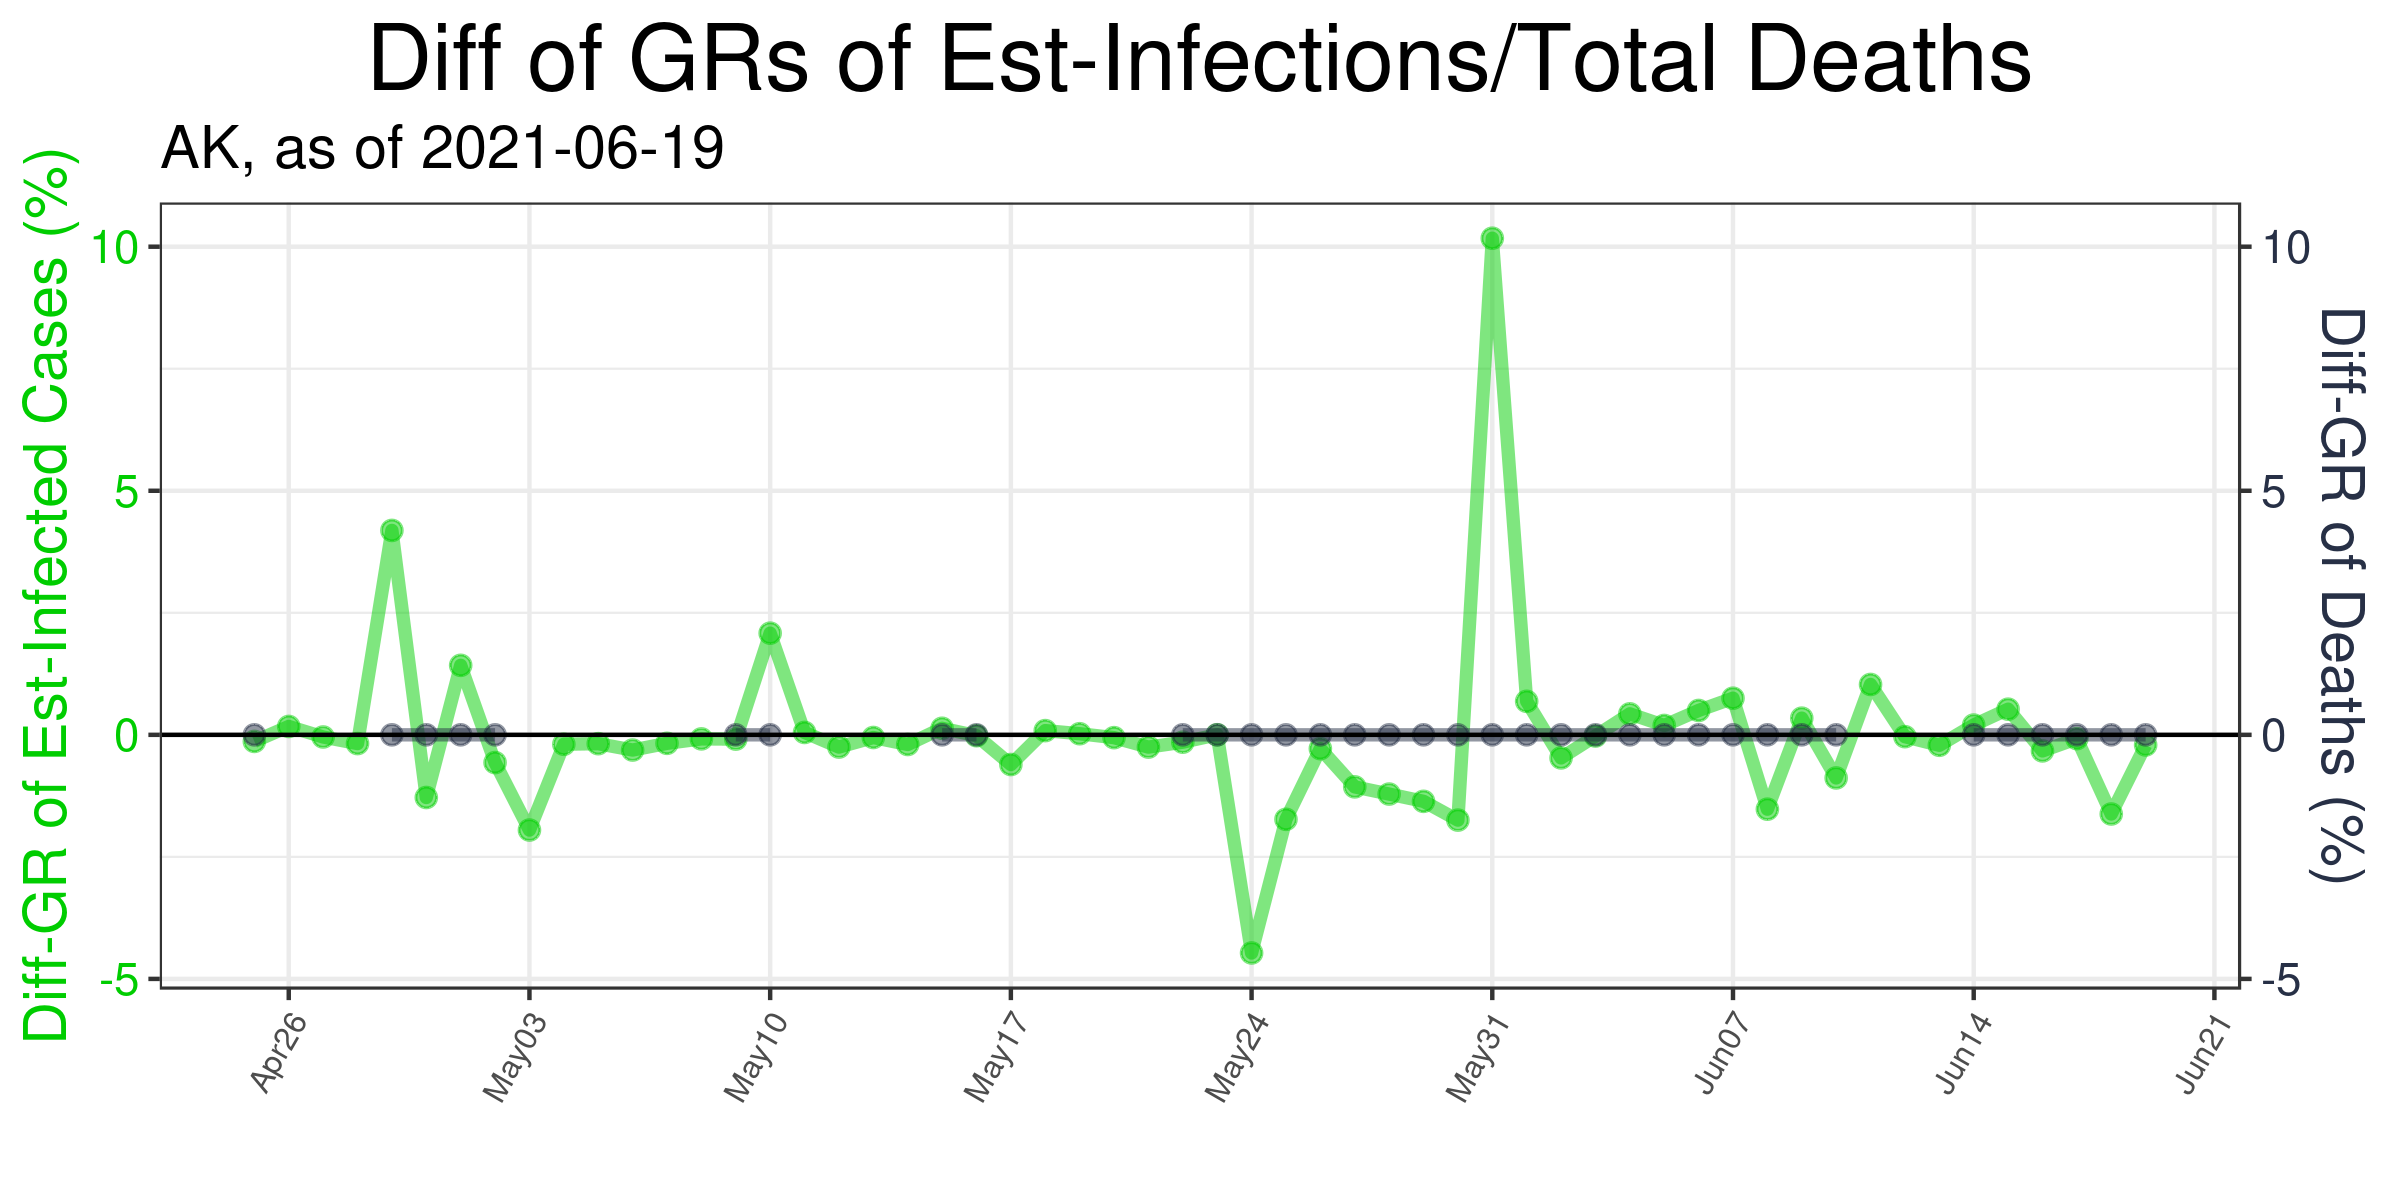 Diff of GRs of Est-Infections/Total Deaths
AK, as of 2021-06-19
Diff-GR of Est-Infected Cases (%)
10
5
0
-5
10
5
0
-5
Diff-GR of Deaths (%)
Apr26
May03
May10
May17
May24
May31
Jun07
Jun14
Jun21